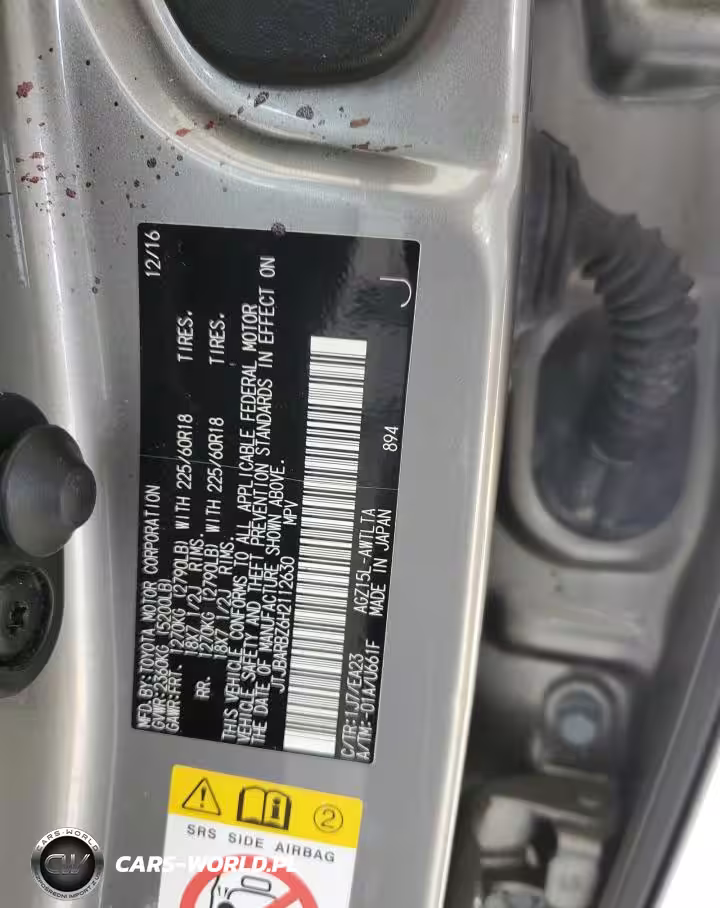 MFD.BY:TOYOTA MOTOR CORPORATION 12/16
GVWR:2360KG (5200LB)
GAWR:FRT. 1270KG (2790LB) WITH 225/60R18 TIRES.
18X7 1/2J RIMS.
RR. 1270KG (2790LB) WITH 225/60R18 TIRES.
18X7 1/2J RIMS.
THIS VEHICLE CONFORMS TO ALL APPLICABLE FEDERAL MOTOR
VEHICLE SAFETY AND THEFT PREVENTION STANDARDS IN EFFECT ON
THE DATE OF MANUFACTURE SHOWN ABOVE.
JTJBARBZ6H2112630 MPV
C/TR:1J7/EA23 AGZ15L-AWTLTA
A/TM:-01A/U661F MADE IN JAPAN 894 J
2
SRS SIDE AIRBAG
CARS-WORLD
CW
CARS-WORLD.PL